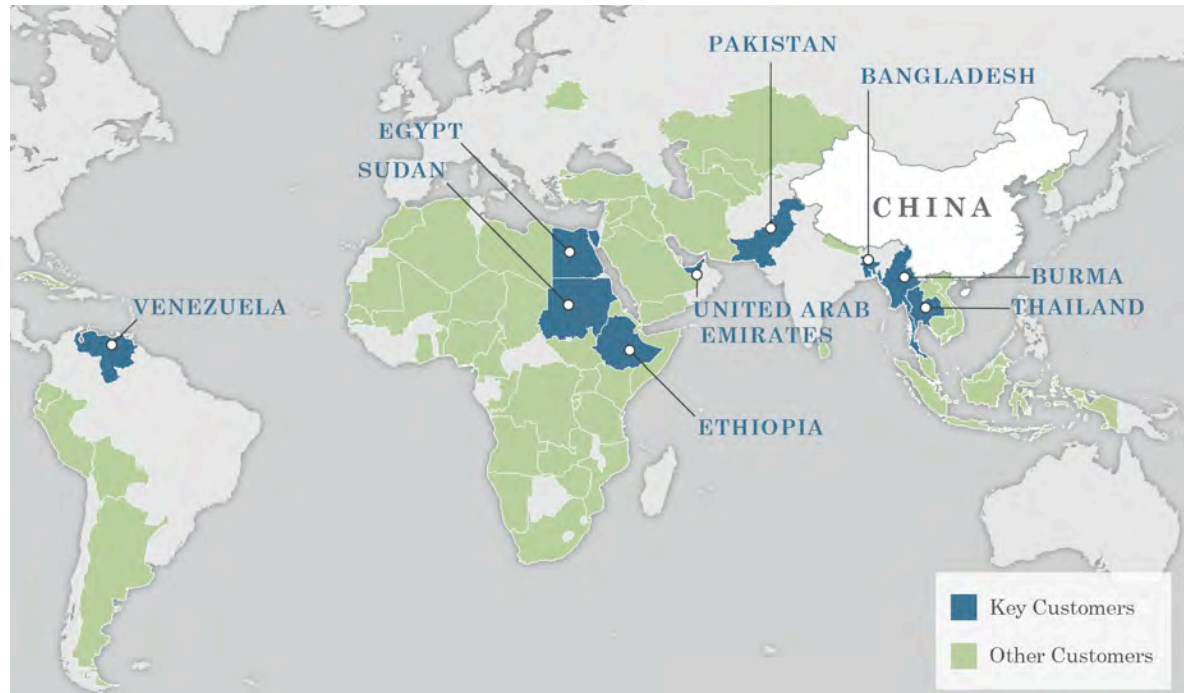 PAKISTAN
BANGLADESH
EGYPT
SUDAN
CHINA
VENEZUELA
UNITED ARAB
EMIRATES
BURMA
THAILAND
ETHIOPIA
Key Customers
Other Customers